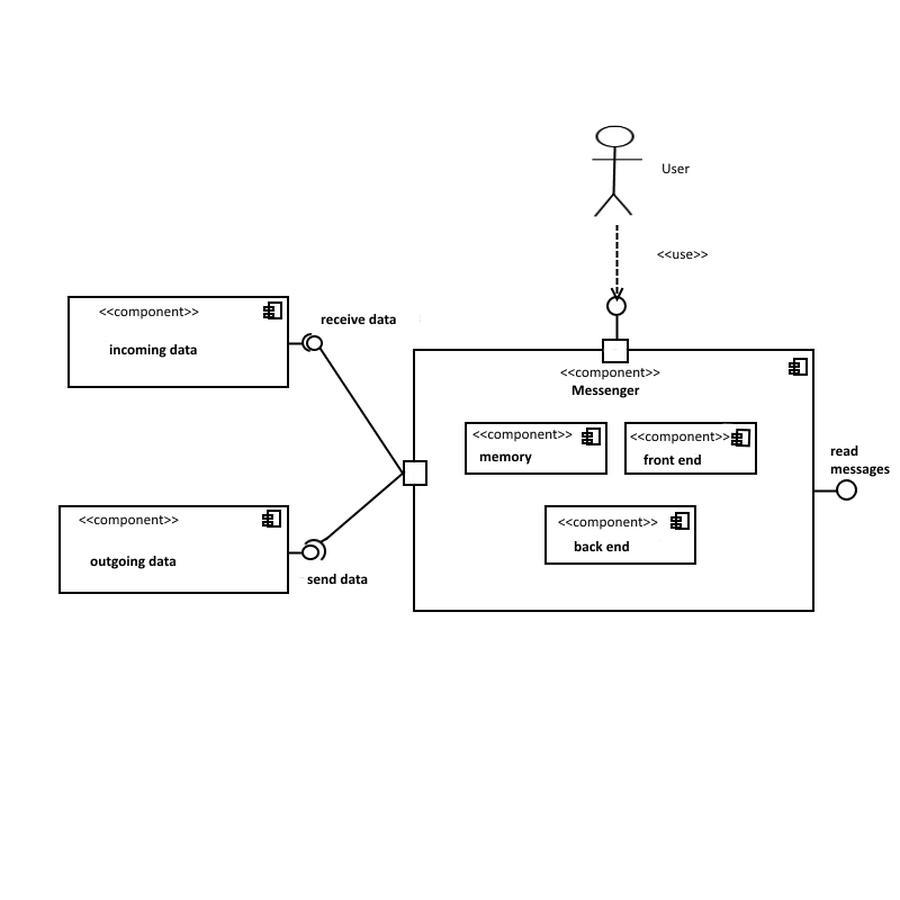 User
<<use>>
<<component>>
incoming data
receive data
<<component>>
Messenger
<<component>>
memory
<<component>>
front end
read
messages
<<component>>
outgoing data
send data
<<component>>
back end